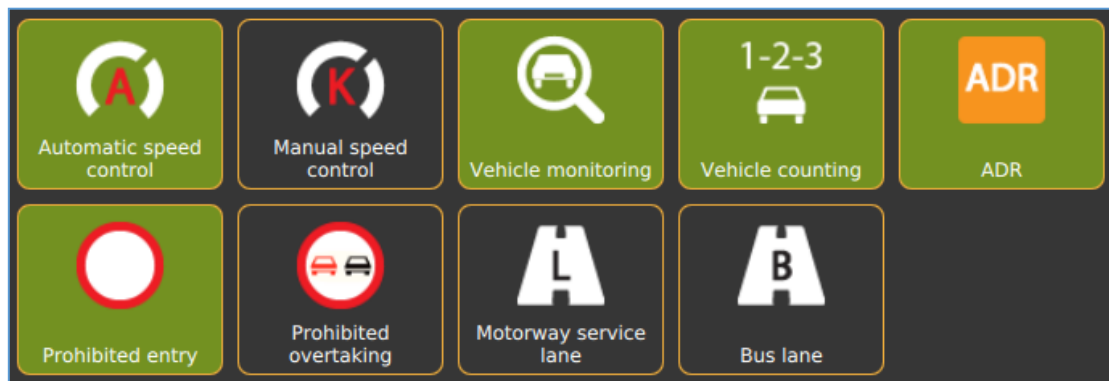 A
Automatic speed
control
K
Manual speed
control
Vehicle monitoring
1-2-3
Vehicle counting
ADR
ADR
Prohibited entry
Prohibited
overtaking
L
Motorway service
lane
B
Bus lane